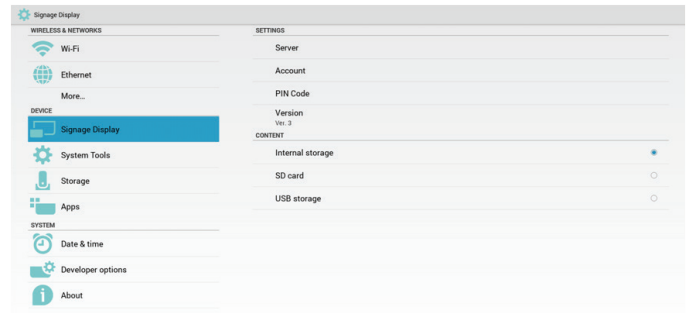 Signage Display
WIRELESS & NETWORKS
Wi-Fi
Ethernet
More...
DEVICE
Signage Display
System Tools
Storage
Apps
SYSTEM
Date & time
Developer options
About
SETTINGS
Server
Account
PIN Code
Version
Ver. 3
CONTENT
Internal storage
SD card
USB storage